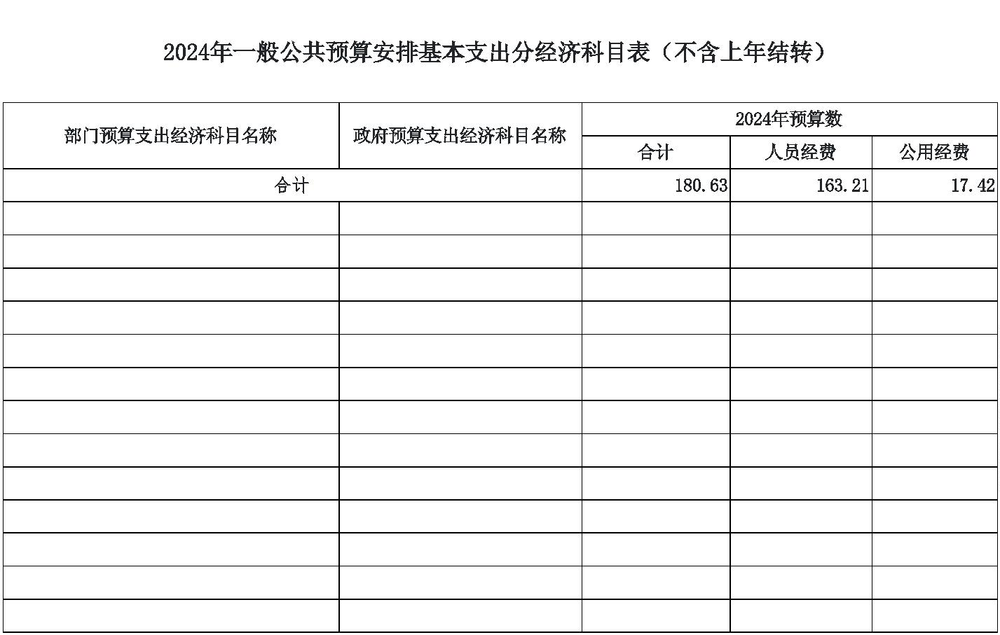 2024年一般公共预算安排基本支出分经济科目表（不含上年结转）
部门预算支出经济科目名称 政府预算支出经济科目名称 2024年预算数
合计 人员经费 公用经费
合计 180.63 163.21 17.42